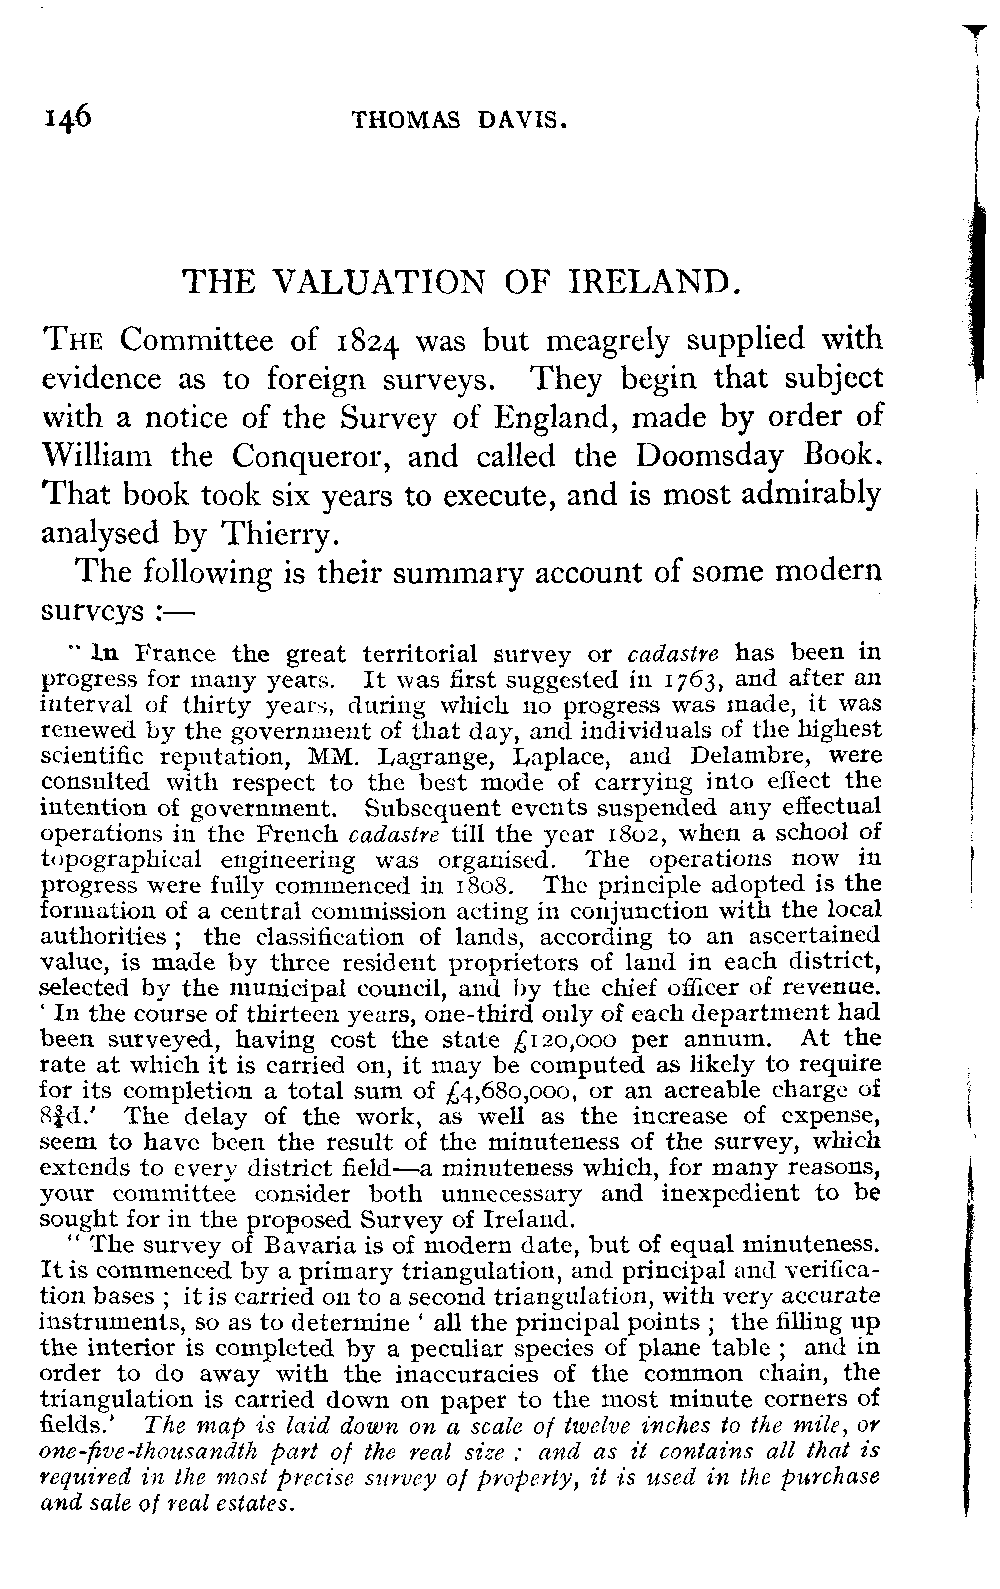 146 THOMAS DAVIS.
THE VALUATION OF IRELAND.
THE Committee of 1824 was but meagrely supplied with
evidence as to foreign surveys. They begin that subject
with a notice of the Survey of England, made by order of
William the Conqueror, and called the Doomsday Book.
That book took six years to execute, and is most admirably
analysed by Thierry.
The following is their summary account of some modern
surveys :—
" In France the great territorial survey or cadastre has been in
progress for many years. It was first suggested in 1763, and after an
interval of thirty years, during which no progress was made, it was
renewed by the government of that day, and individuals of the highest
scientific reputation, MM. Lagrange, Laplace, and Delambre, were
consulted with respect to the best mode of carrying into effect the
intention of government. Subsequent events suspended any effectual
operations in the French cadastre till the year 1802, when a school of
topographical engineering was organised. The operations now in
progress were fully commenced in 1808. The principle adopted is the
formation of a central commission acting in conjunction with the local
authorities ; the classification of lands, according to an ascertained
value, is made by three resident proprietors of land in each district,
selected by the municipal council, and by the chief officer of revenue.
' In the course of thirteen years, one-third only of each department had
been surveyed, having cost the state £120,000 per annum. At the
rate at which it is carried on, it may be computed as likely to require
for its completion a total sum of £4,680,000, or an acreable charge of
8¾d.' The delay of the work, as well as the increase of expense,
seem to have been the result of the minuteness of the survey, which
extends to every district field—a minuteness which, for many reasons,
your committee consider both unnecessary and inexpedient to be
sought for in the proposed Survey of Ireland.
" The survey of Bavaria is of modern date, but of equal minuteness.
It is commenced by a primary triangulation, and principal and verifica-
tion bases ; it is carried on to a second triangulation, with very accurate
instruments, so as to determine ' all the principal points ; the filling up
the interior is completed by a peculiar species of plane table ; and in
order to do away with the inaccuracies of the common chain, the
triangulation is carried down on paper to the most minute corners of
fields.' The map is laid down on a scale of twelve inches to the mile, or
one-five-thousandth part of the real size : and as it contains all that is
required in the most precise survey of property, it is used in the purchase
and sale of real estates.